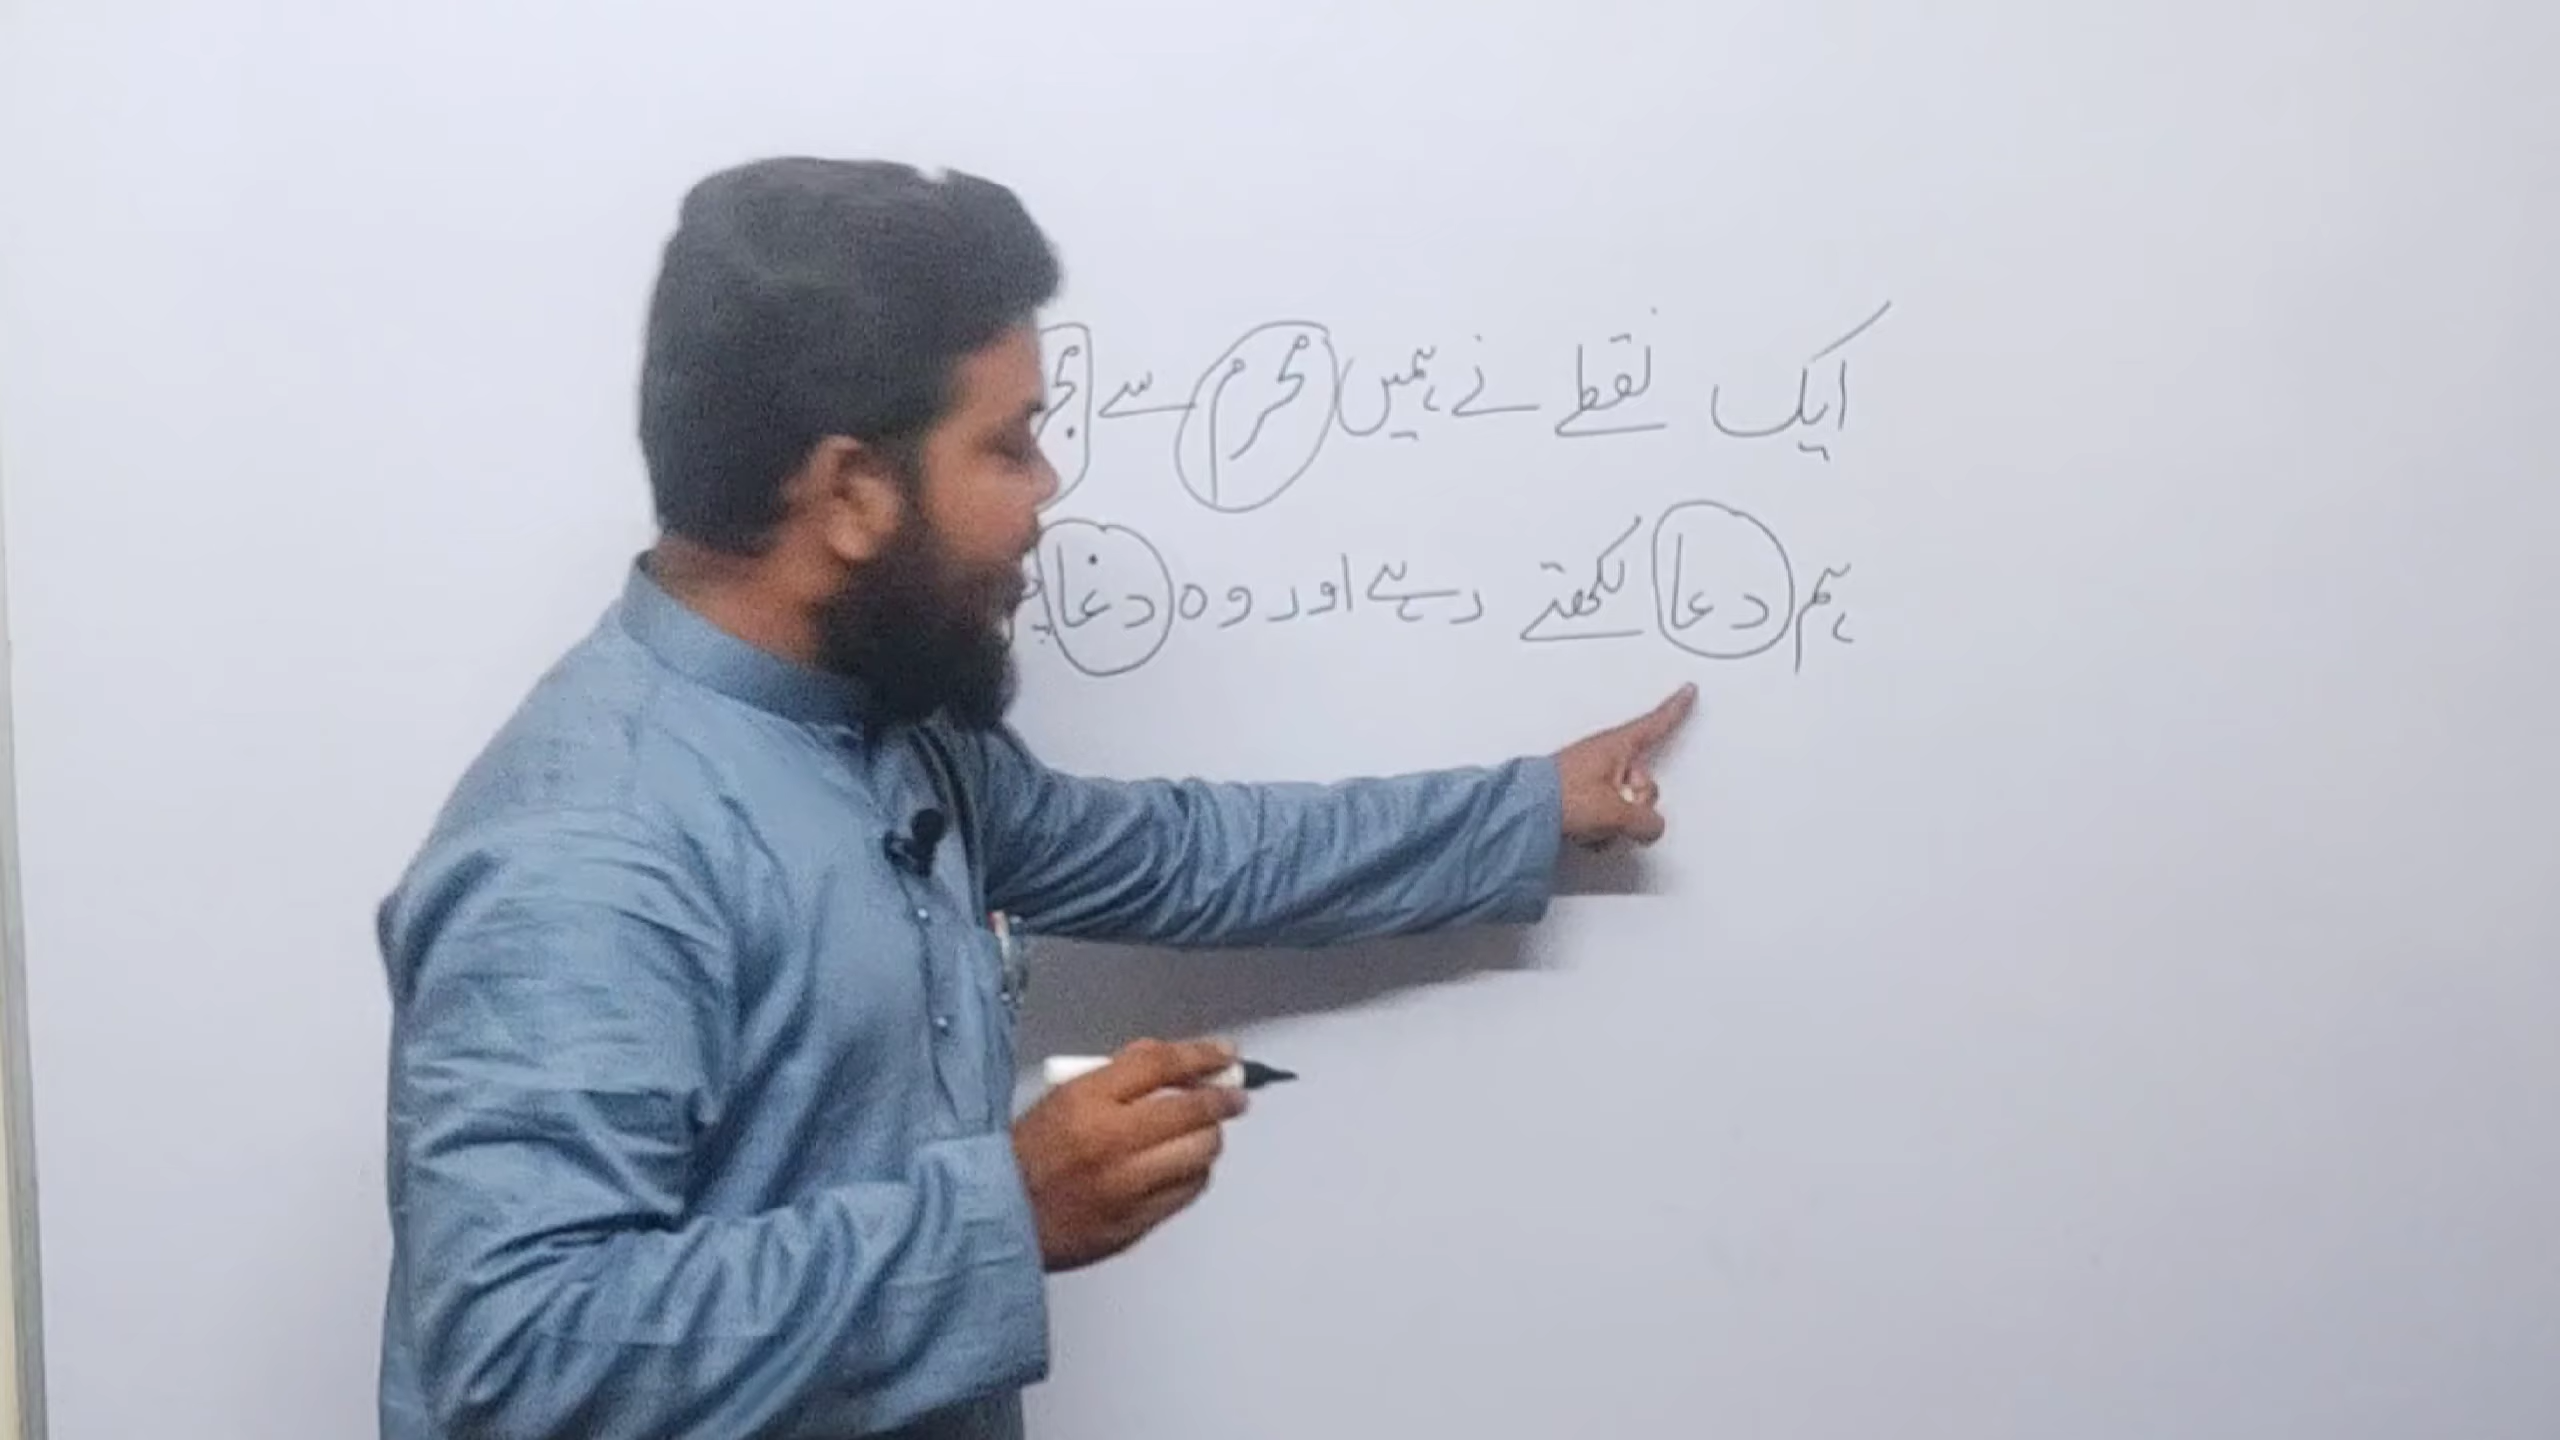 ایک نقطے نے ہمیں محرم سے
ہم دعا لکھتے رہے اور وہ دغا